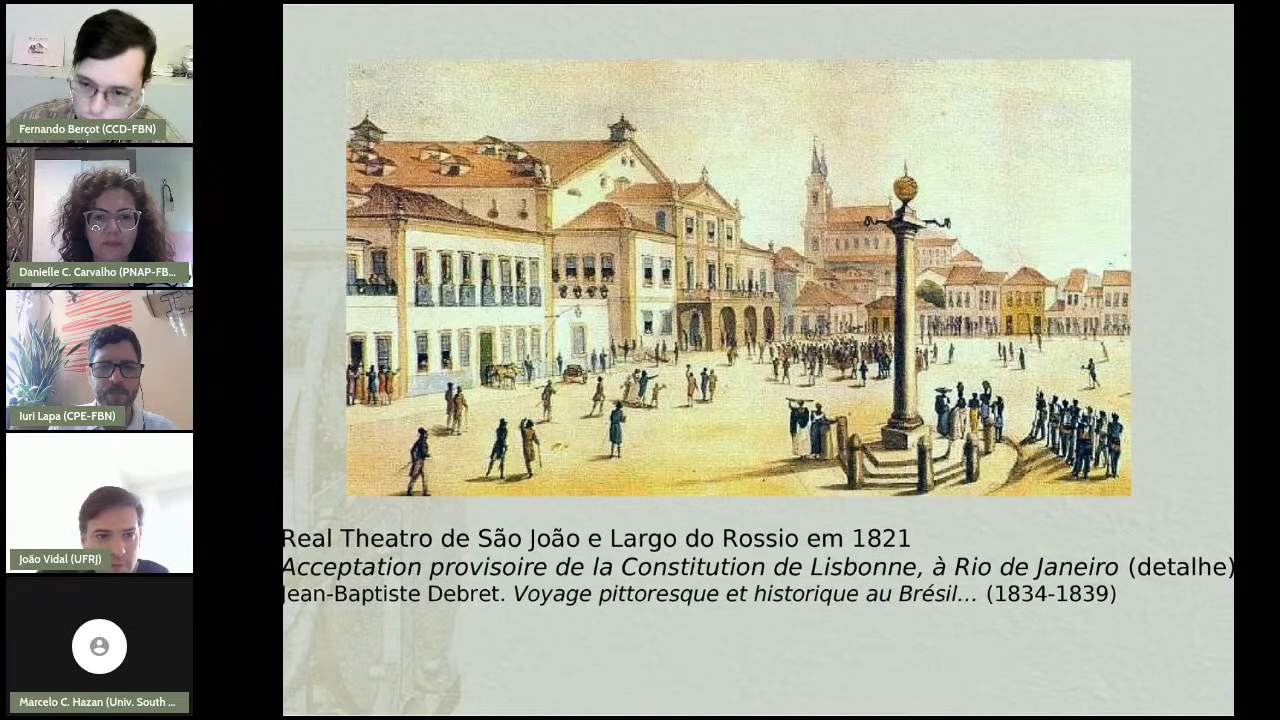 Fernando Berçot (CCD-FBN)
Danielle C. Carvalho (PNAP-FB...
Iuri Lapa (CPE-FBN)
João Vidal (UFRJ)
Marcelo C. Hazan (Univ. South ...
Real Theatro de São João e Largo do Rossio em 1821
Acceptation provisoire de la Constitution de Lisbonne, à Rio de Janeiro (detalhe)
Jean-Baptiste Debret. Voyage pittoresque et historique au Brésil... (1834-1839)